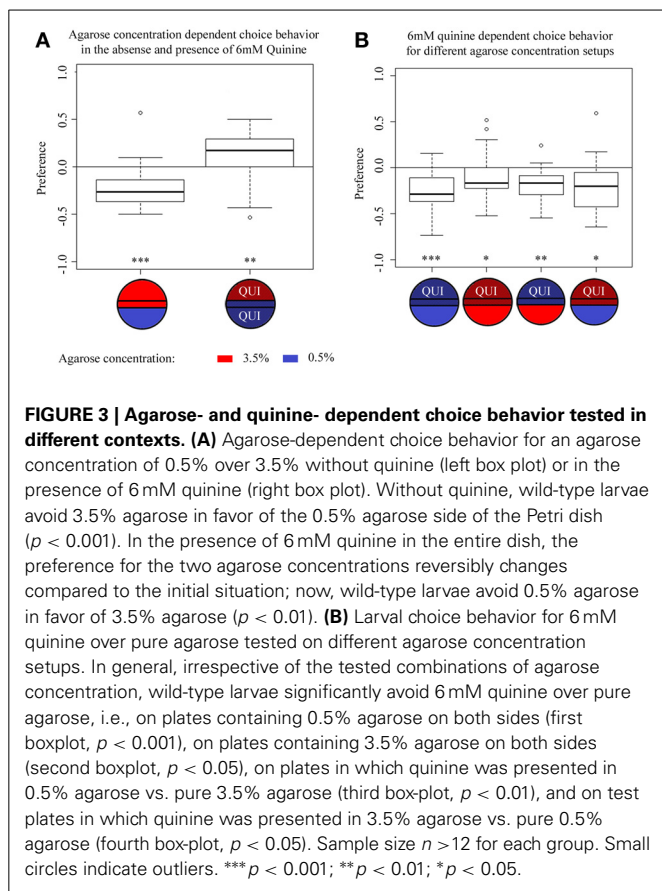 A
Agarose concentration dependent choice behavior
in the absense and presence of 6mM Quinine
Preference
1.0
0.5
0.0
-0.5
-1.0
***
**
QUI
QUI
B
6mM quinine dependent choice behavior
for different agarose concentration setups
Preference
1.0
0.5
0.0
-0.5
-1.0
***
*
**
*
QUI
QUI
QUI
QUI
Agarose concentration:
3.5%
0.5%
FIGURE 3 | Agarose- and quinine- dependent choice behavior tested in
different contexts. (A) Agarose-dependent choice behavior for an agarose
concentration of 0.5% over 3.5% without quinine (left box plot) or in the
presence of 6 mM quinine (right box plot). Without quinine, wild-type larvae
avoid 3.5% agarose in favor of the 0.5% agarose side of the Petri dish
(p < 0.001). In the presence of 6 mM quinine in the entire dish, the
preference for the two agarose concentrations reversibly changes
compared to the initial situation; now, wild-type larvae avoid 0.5% agarose
in favor of 3.5% agarose (p < 0.01). (B) Larval choice behavior for 6 mM
quinine over pure agarose tested on different agarose concentration
setups. In general, irrespective of the tested combinations of agarose
concentration, wild-type larvae significantly avoid 6 mM quinine over pure
agarose, i.e., on plates containing 0.5% agarose on both sides (first
boxplot, p < 0.001), on plates containing 3.5% agarose on both sides
(second boxplot, p < 0.05), on plates in which quinine was presented in
0.5% agarose vs. pure 3.5% agarose (third box-plot, p < 0.01), and on test
plates in which quinine was presented in 3.5% agarose vs. pure 0.5%
agarose (fourth box-plot, p < 0.05). Sample size n >12 for each group. Small
circles indicate outliers. ***p < 0.001; **p < 0.01; *p < 0.05.